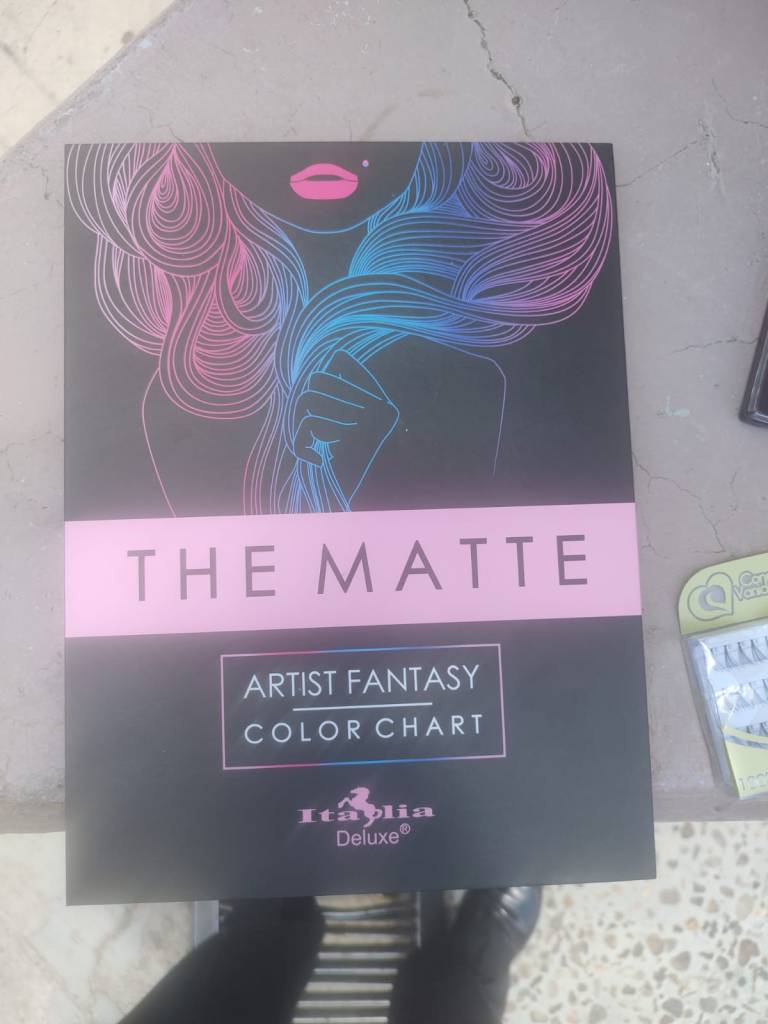 THE MATTE
ARTIST FANTASY
COLOR CHART
Italia
Deluxe®